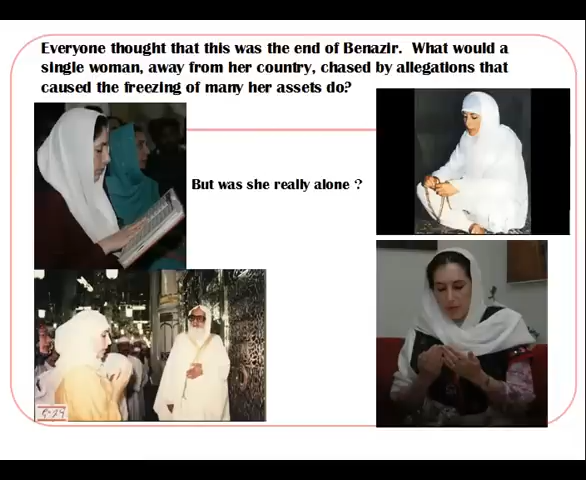 Everyone thought that this was the end of Benazir. What would a
single woman, away from her country, chased by allegations that
caused the freezing of many her assets do?
But was she really alone ?